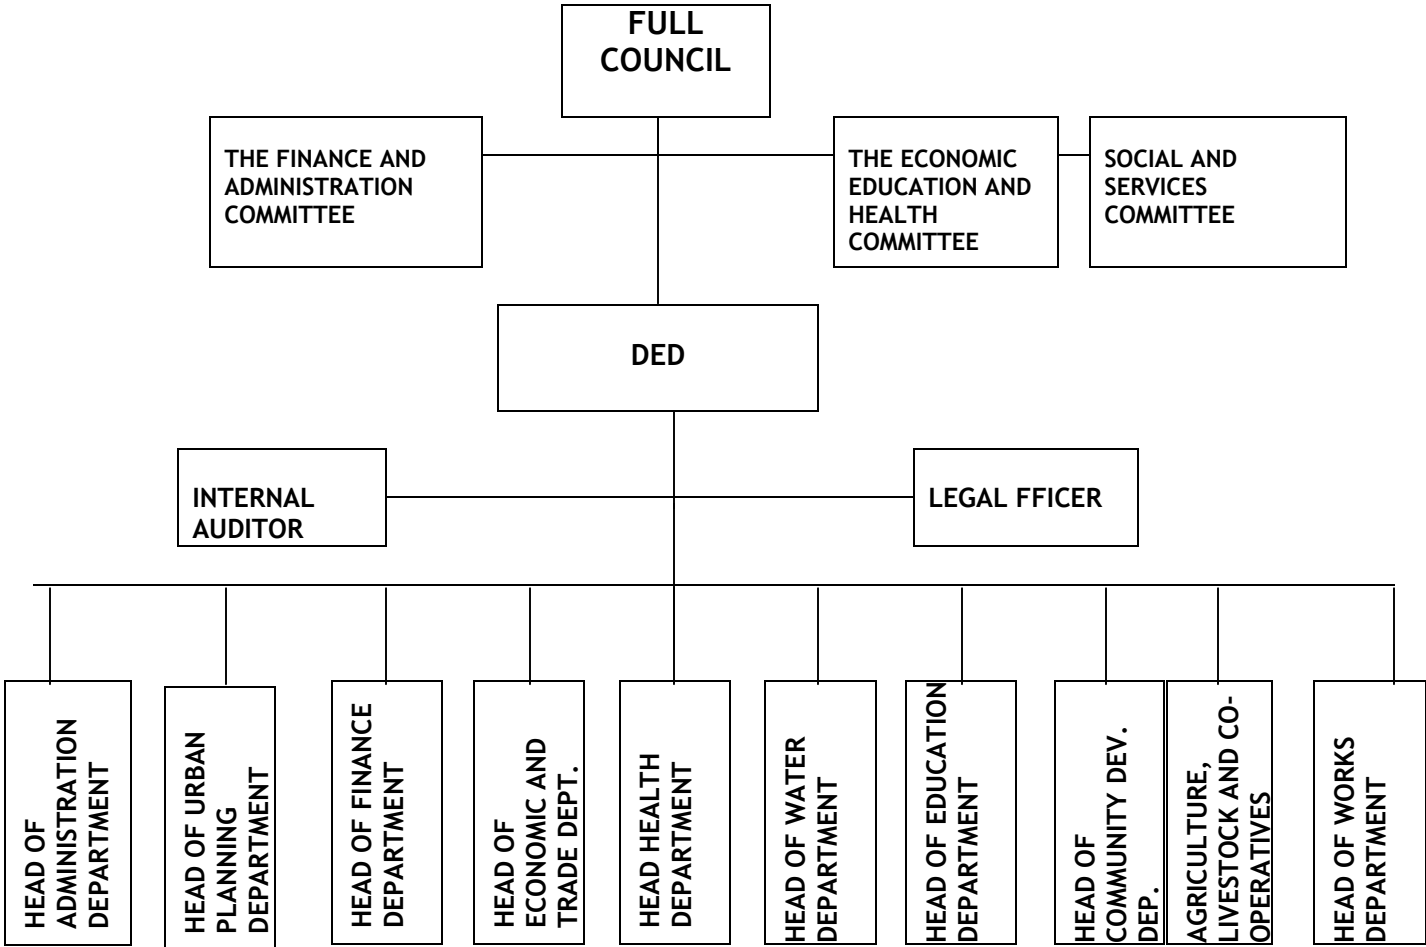 FULL
COUNCIL
THE FINANCE AND
ADMINISTRATION
COMMITTEE
THE ECONOMIC
EDUCATION AND
HEALTH
COMMITTEE
SOCIAL AND
SERVICES
COMMITTEE
DED
INTERNAL
AUDITOR
LEGAL FFICER
HEAD OF
ADMINISTRATION
DEPARTMENT
HEAD OF URBAN
PLANNING
DEPARTMENT
HEAD OF FINANCE
DEPARTMENT
HEAD OF
ECONOMIC AND
TRADE DEPT.
HEAD HEALTH
DEPARTMENT
HEAD OF WATER
DEPARTMENT
HEAD OF EDUCATION
DEPARTMENT
HEAD OF
COMMUNITY DEV.
DEP.
AGRICULTURE,
LIVESTOCK AND CO-
OPERATIVES
HEAD OF WORKS
DEPARTMENT